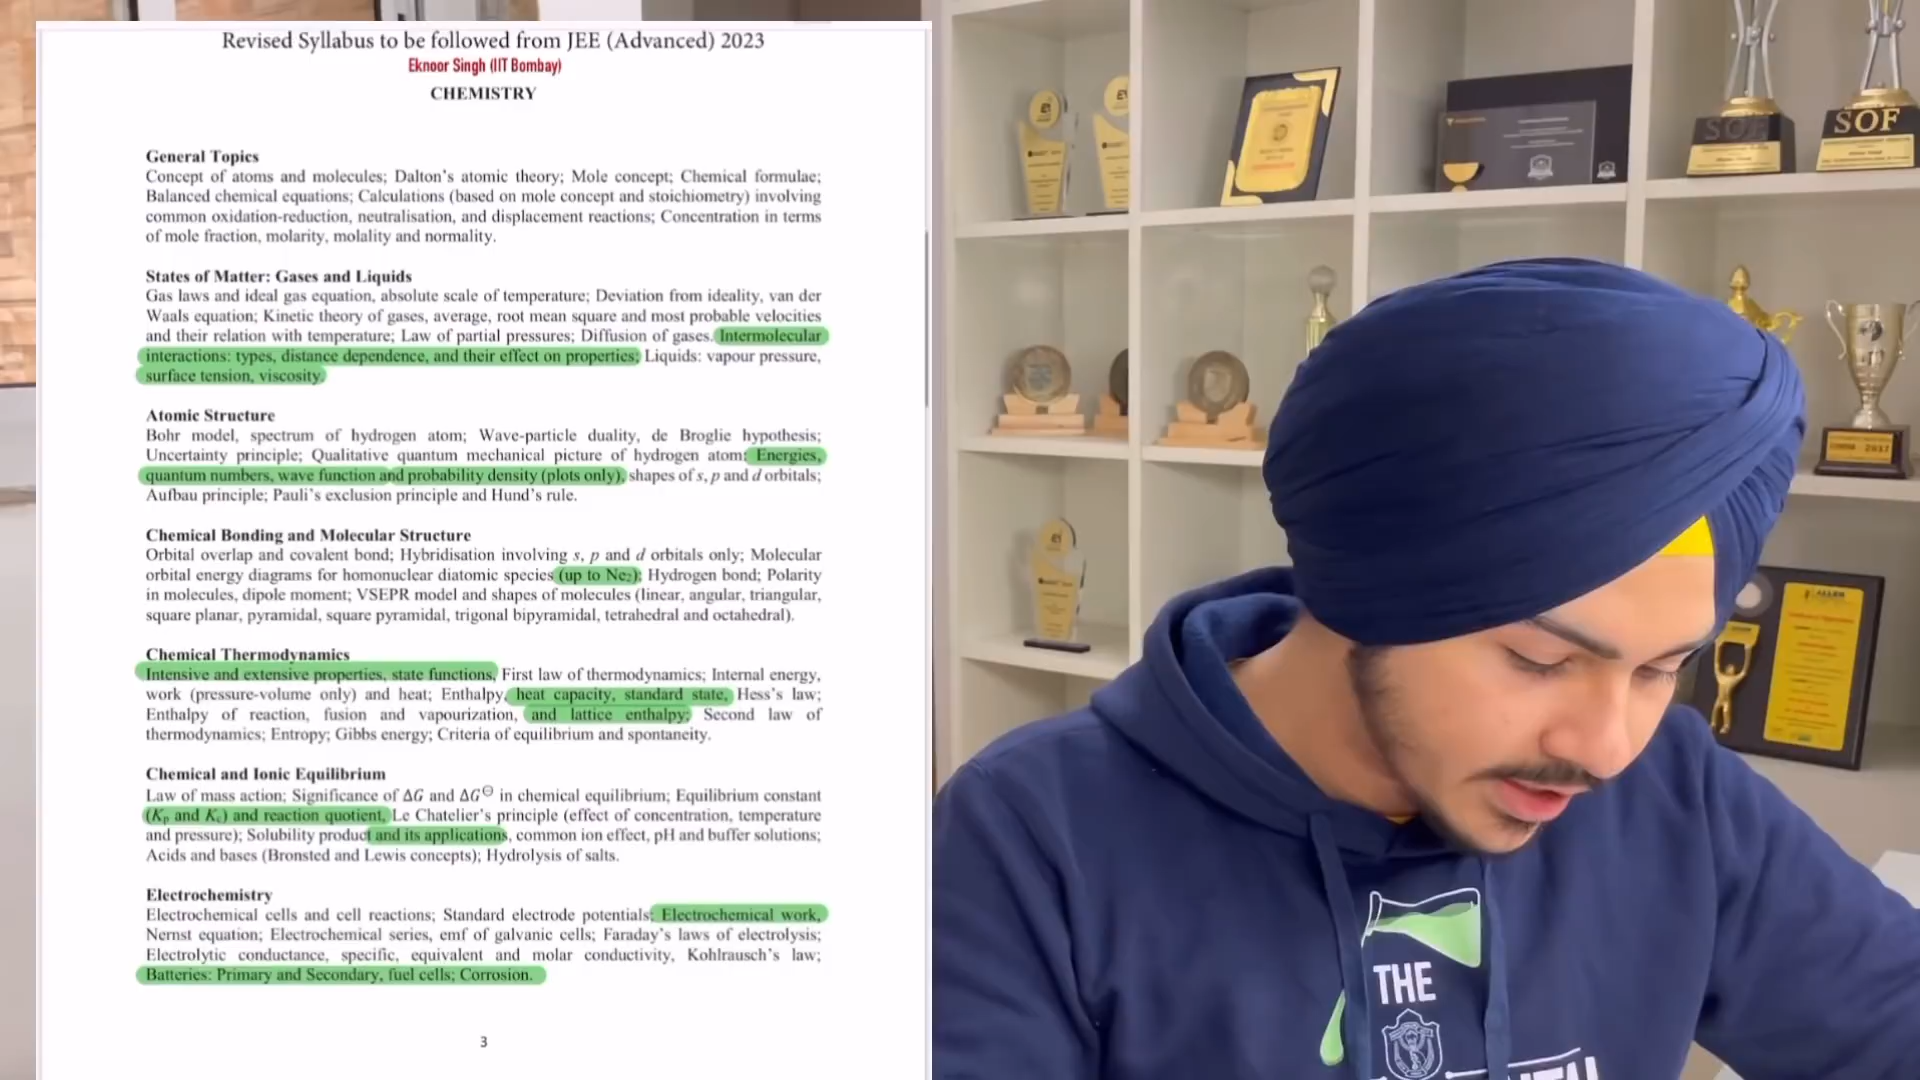 Revised Syllabus to be followed from JEE (Advanced) 2023
Eknoor Singh (IIT Bombay)
CHEMISTRY
General Topics
Concept of atoms and molecules; Dalton's atomic theory; Mole concept; Chemical formulae;
Balanced chemical equations; Calculations (based on mole concept and stoichiometry) involving
common oxidation-reduction, neutralisation, and displacement reactions; Concentration in terms
of mole fraction, molarity, molality and normality.
States of Matter: Gases and Liquids
Gas laws and ideal gas equation, absolute scale of temperature; Deviation from ideality, van der
Waals equation; Kinetic theory of gases, average, root mean square and most probable velocities
and their relation with temperature; Law of partial pressures; Diffusion of gases. Intermolecular
interactions: types, distance dependence, and their effect on properties; Liquids: vapour pressure,
surface tension, viscosity.
Atomic Structure
Bohr model, spectrum of hydrogen atom; Wave-particle duality, de Broglie hypothesis;
Uncertainty principle; Qualitative quantum mechanical picture of hydrogen atom: Energies,
quantum numbers, wave function and probability density (plots only), shapes of s, p and d orbitals;
Aufbau principle; Pauli's exclusion principle and Hund's rule.
Chemical Bonding and Molecular Structure
Orbital overlap and covalent bond; Hybridisation involving s, p and d orbitals only; Molecular
orbital energy diagrams for homonuclear diatomic species (up to Ne₂); Hydrogen bond; Polarity
in molecules, dipole moment; VSEPR model and shapes of molecules (linear, angular, triangular,
square planar, pyramidal, square pyramidal, trigonal bipyramidal, tetrahedral and octahedral).
Chemical Thermodynamics
Intensive and extensive properties, state functions, First law of thermodynamics; Internal energy,
work (pressure-volume only) and heat; Enthalpy, heat capacity, standard state, Hess's law;
Enthalpy of reaction, fusion and vapourization, and lattice enthalpy; Second law of
thermodynamics; Entropy; Gibbs energy; Criteria of equilibrium and spontaneity.
Chemical and Ionic Equilibrium
Law of mass action; Significance of ΔG and ΔG⊖ in chemical equilibrium; Equilibrium constant
(Kp and Kc) and reaction quotient, Le Chatelier's principle (effect of concentration, temperature
and pressure); Solubility product and its applications, common ion effect, pH and buffer solutions;
Acids and bases (Bronsted and Lewis concepts); Hydrolysis of salts.
Electrochemistry
Electrochemical cells and cell reactions; Standard electrode potentials; Electrochemical work,
Nernst equation; Electrochemical series, emf of galvanic cells; Faraday's laws of electrolysis;
Electrolytic conductance, specific, equivalent and molar conductivity, Kohlrausch's law;
Batteries: Primary and Secondary, fuel cells; Corrosion.
3
SOF
SOF
ALLEN
THE